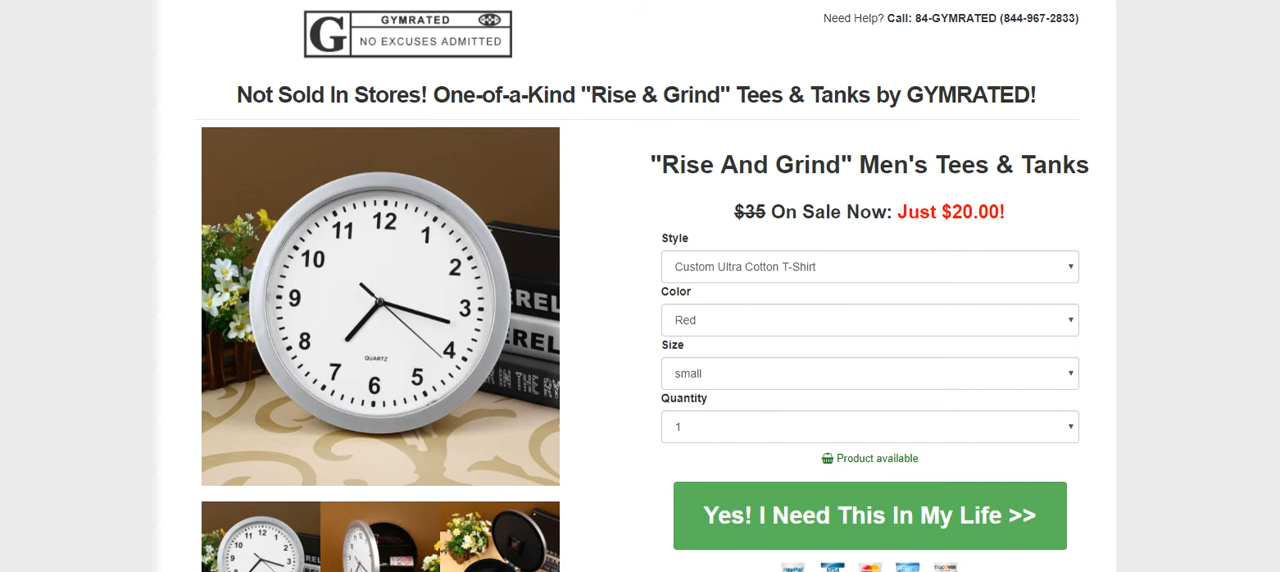 G
GYMRATED
NO EXCUSES ADMITTED
Need Help? Call: 84-GYMRATED (844-967-2833)
Not Sold In Stores! One-of-a-Kind "Rise & Grind" Tees & Tanks by GYMRATED!
12
11
1
10
2
9
3
8
4
7
5
6
QUARTZ
"Rise And Grind" Men's Tees & Tanks
$35 On Sale Now: Just $20.00!
Style
Custom Ultra Cotton T-Shirt
Color
Red
Size
small
Quantity
1
Product available
Yes! I Need This In My Life >>
PayPal
VISA